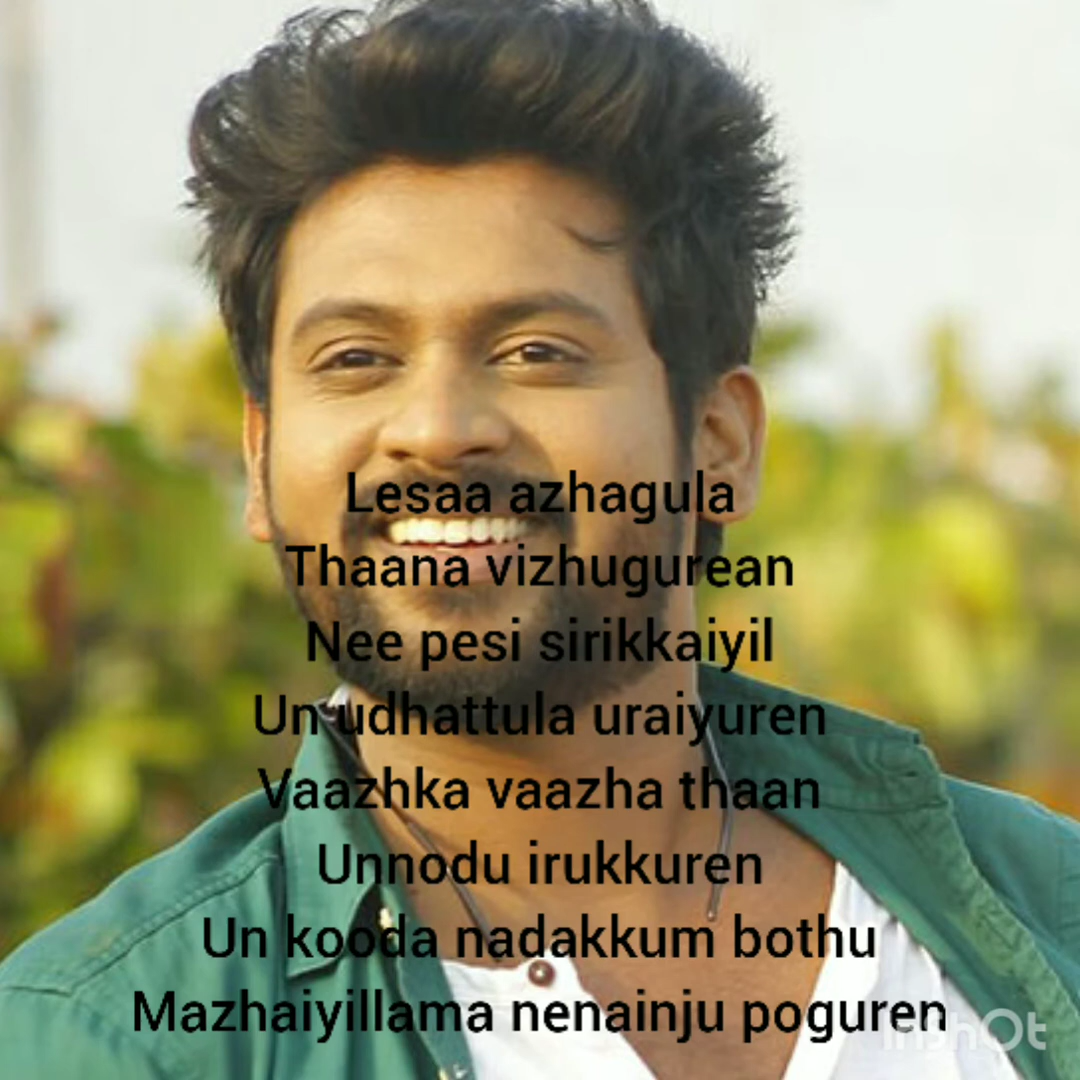 Lesaa azhagula
Thaana vizhugurean
Nee pesi sirikkaiyil
Un udhattula uraiyuren
Vaazhka vaazha thaan
Unnodu irukkuren
Un kooda nadakkum bothu
Mazhaiyillama nenainju poguren
InshOt